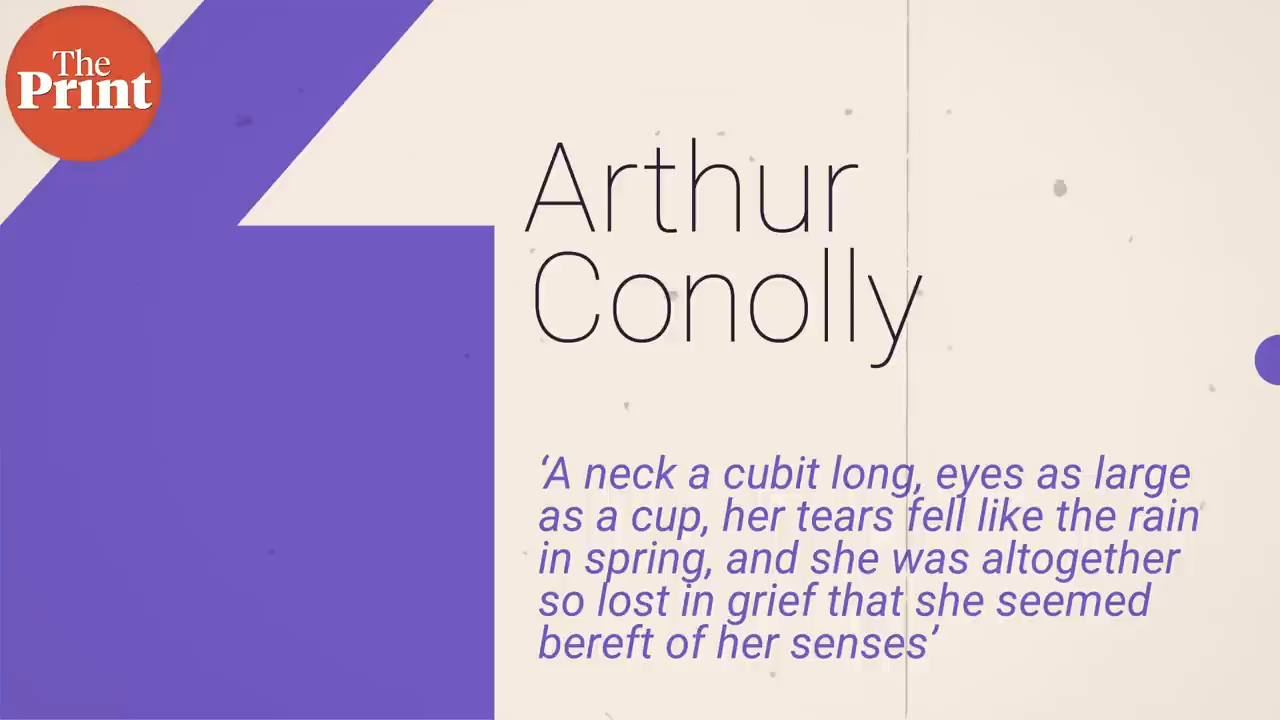 The
Print
Arthur
Conolly
‘A neck a cubit long, eyes as large
as a cup, her tears fell like the rain
in spring, and she was altogether
so lost in grief that she seemed
bereft of her senses’